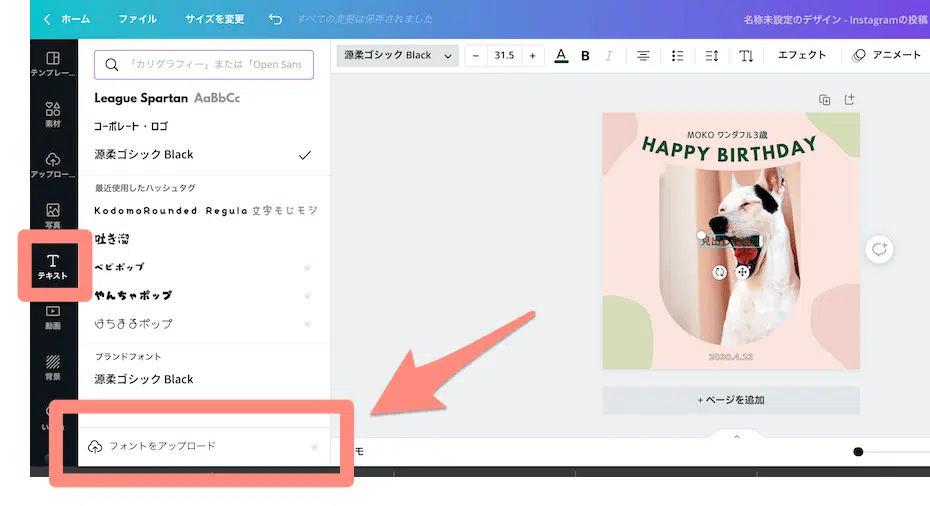 ホーム ファイル サイズを変更 すべての変更は保存されました 名称未設定のデザイン - Instagramの投稿
源柔ゴシック Black − 31.5 + A B I エフェクト アニメート
テンプレー...
素材
アップロー...
写真
テキスト
動画
背景
「カリグラフィー」または「Open Sans
League Spartan AaBbCc
コーポレート・ロゴ
源柔ゴシック Black
最近使用したハッシュタグ
KodomoRounded Regula 文字もじモジ
吐き溜
ベビポップ
やんちゃポップ
はちきるポップ
ブランドフォント
源柔ゴシック Black
フォントをアップロード
モ
MOKO ワンダフル3歳
HAPPY BIRTHDAY
2030.4.23
+ ページを追加